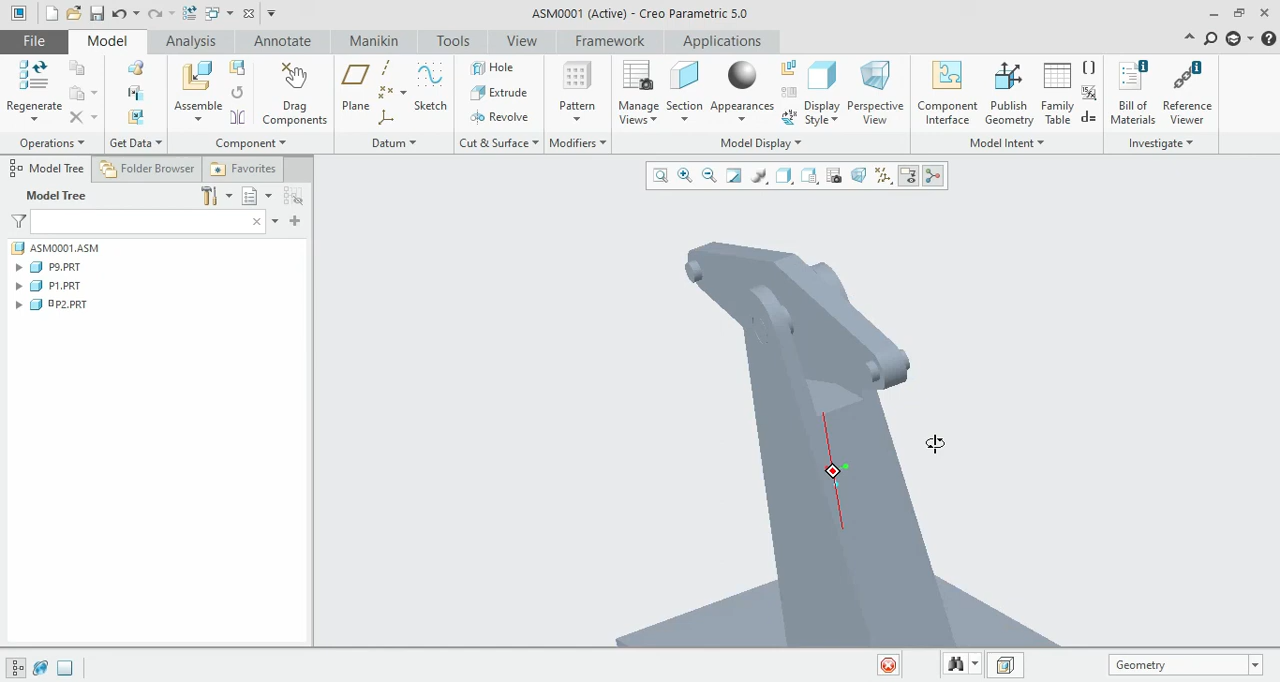 ASM0001 (Active) - Creo Parametric 5.0
File Model Analysis Annotate Manikin Tools View Framework Applications
Regenerate
Assemble
Drag Components
Plane
Sketch
Hole
Extrude
Revolve
Pattern
Manage Views
Section
Appearances
Display Style
Perspective View
Component Interface
Publish Geometry
Family Table
Bill of Materials
Reference Viewer
Operations Get Data Component Datum Cut & Surface Modifiers Model Display Model Intent Investigate
Model Tree Folder Browser Favorites
Model Tree
ASM0001.ASM
P9.PRT
P1.PRT
P2.PRT
Geometry